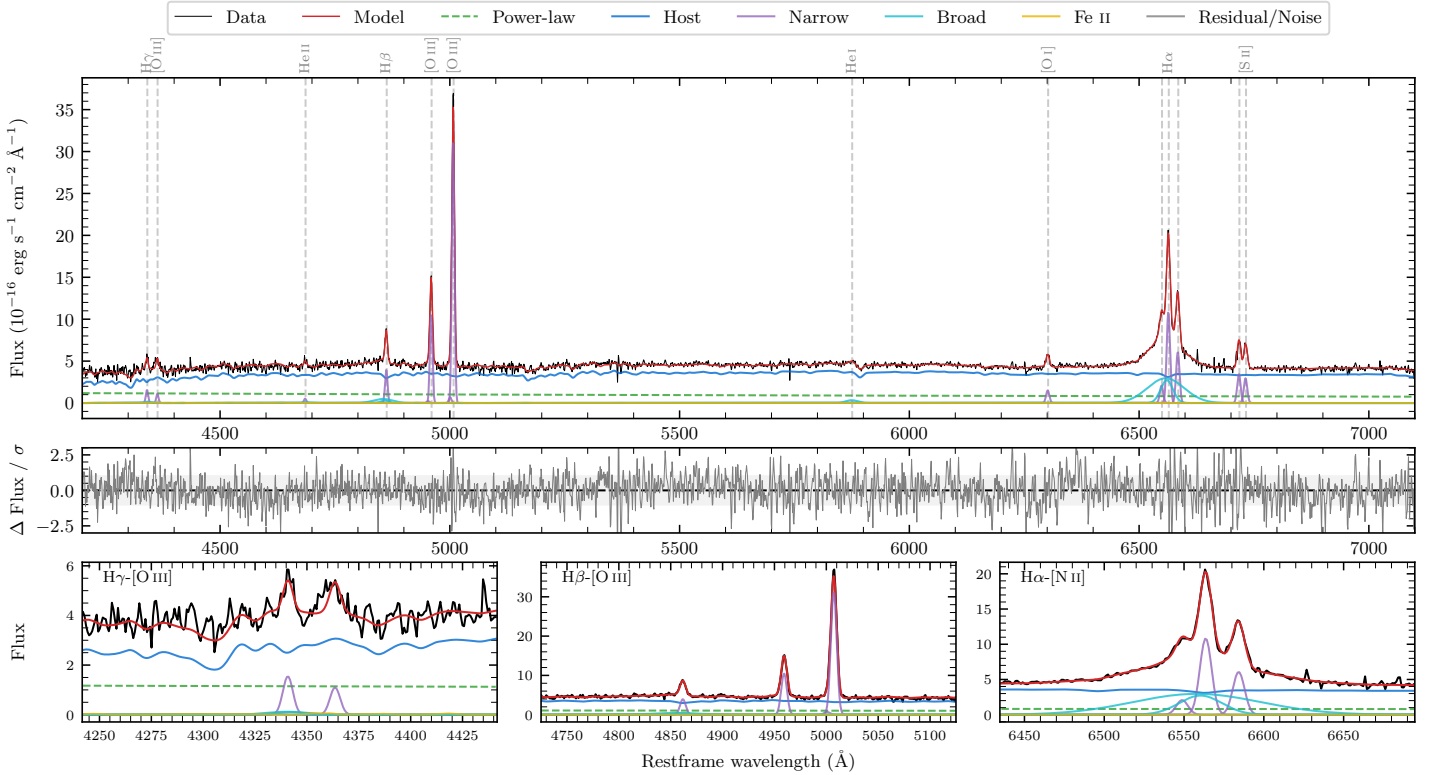 Data Model Power-law Host Narrow Broad Fe II Residual/Noise
Hγ [O III] He II Hβ [O III] [O III] He I [O I] Hα [S II]
Flux (10⁻¹⁶ erg s⁻¹ cm⁻² Å⁻¹)
35
30
25
20
15
10
5
0
4500 5000 5500 6000 6500 7000
Δ Flux / σ
2.5
0.0
−2.5
4500 5000 5500 6000 6500 7000
Flux
Hγ-[O III]
6
4
2
0
4250 4275 4300 4325 4350 4375 4400 4425
Hβ-[O III]
30
20
10
0
4750 4800 4850 4900 4950 5000 5050 5100
Hα-[N II]
20
15
10
5
0
6450 6500 6550 6600 6650
Restframe wavelength (Å)